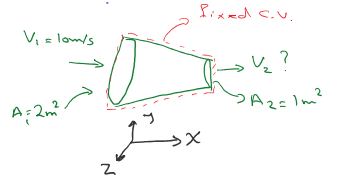 fixed C.V.
V₁ = 10m/s
V₂ ?
A₁=2m²
A₂=1m²
y
X
Z